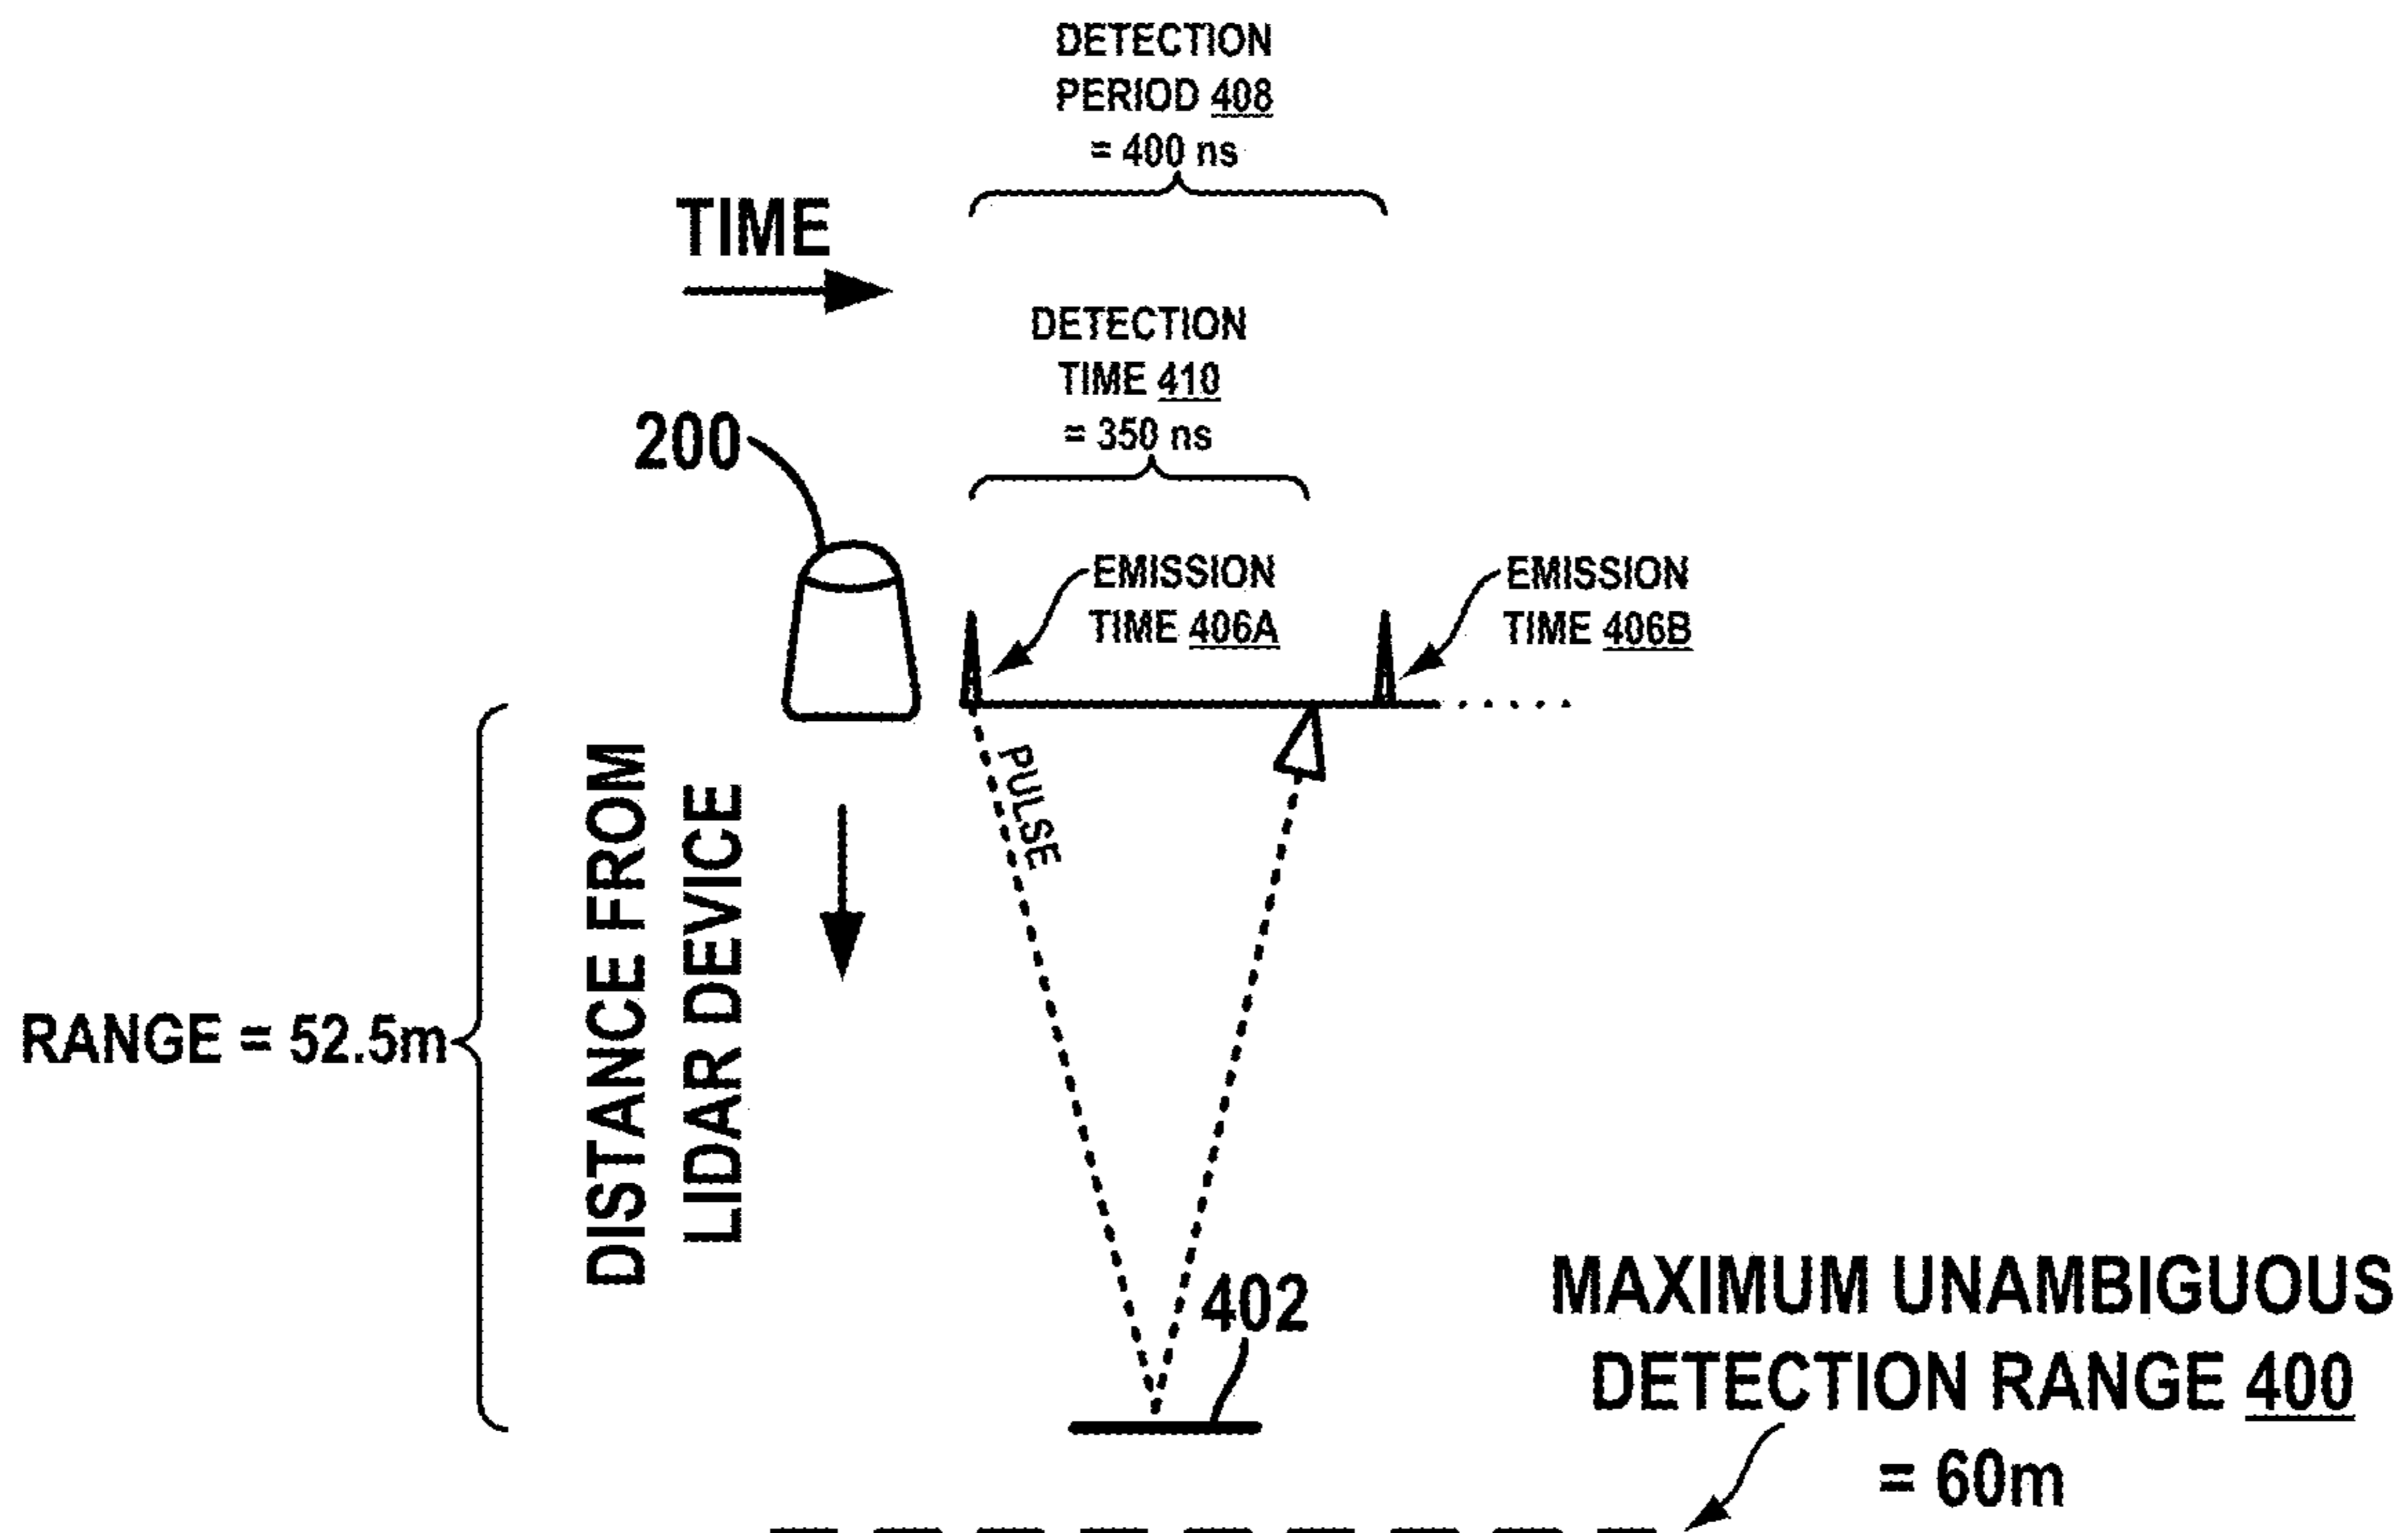 DETECTION
PERIOD 408
= 400 ns
TIME
DETECTION
TIME 410
= 350 ns
200
EMISSION
TIME 406A
EMISSION
TIME 406B
PULSE
DISTANCE FROM
LIDAR DEVICE
RANGE = 52.5m
402
MAXIMUM UNAMBIGUOUS
DETECTION RANGE 400
= 60m